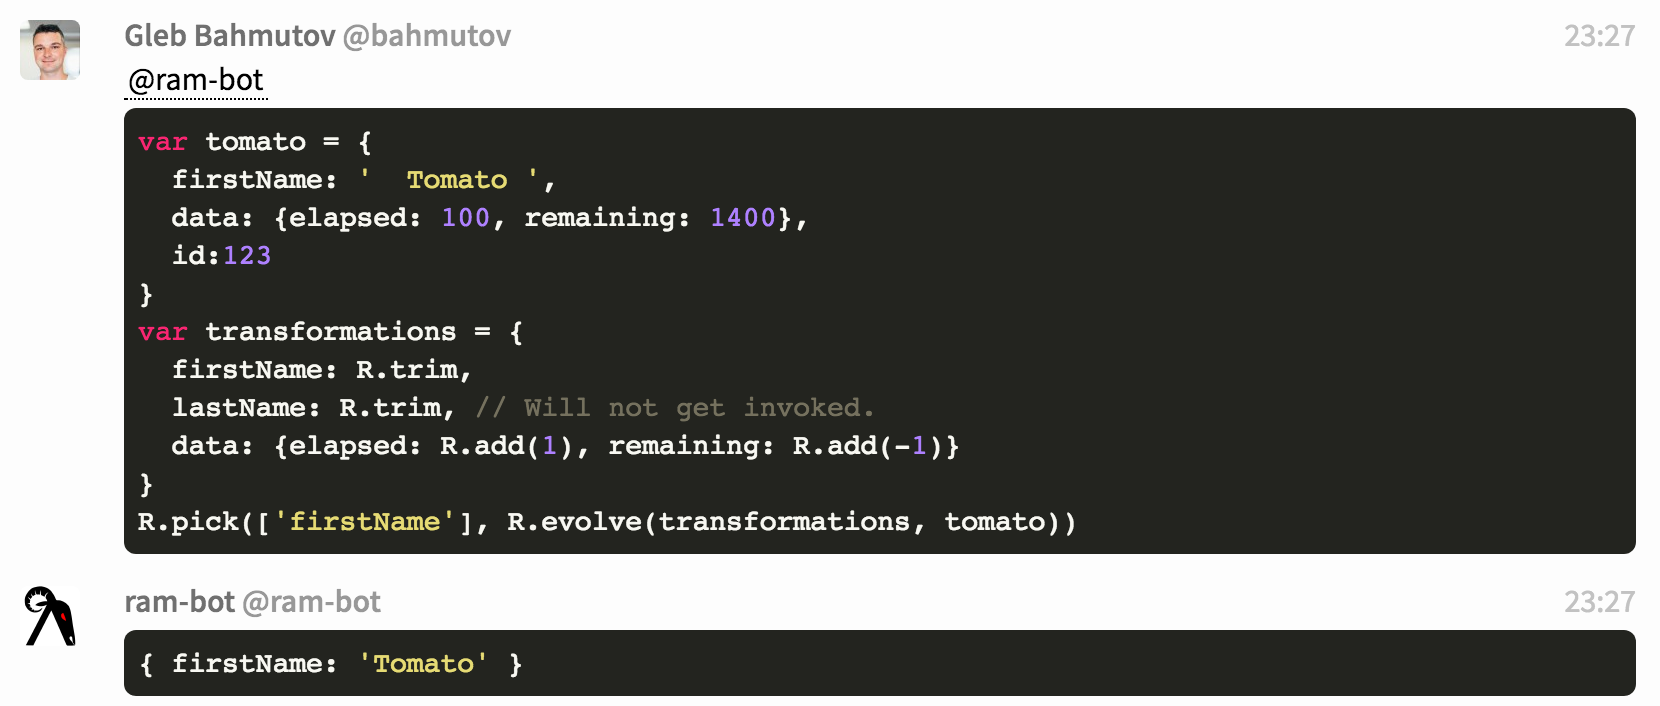 Gleb Bahmutov @bahmutov 23:27
@ram-bot
var tomato = {
  firstName: '  Tomato ',
  data: {elapsed: 100, remaining: 1400},
  id:123
}
var transformations = {
  firstName: R.trim,
  lastName: R.trim, // Will not get invoked.
  data: {elapsed: R.add(1), remaining: R.add(-1)}
}
R.pick(['firstName'], R.evolve(transformations, tomato))
ram-bot @ram-bot 23:27
{ firstName: 'Tomato' }